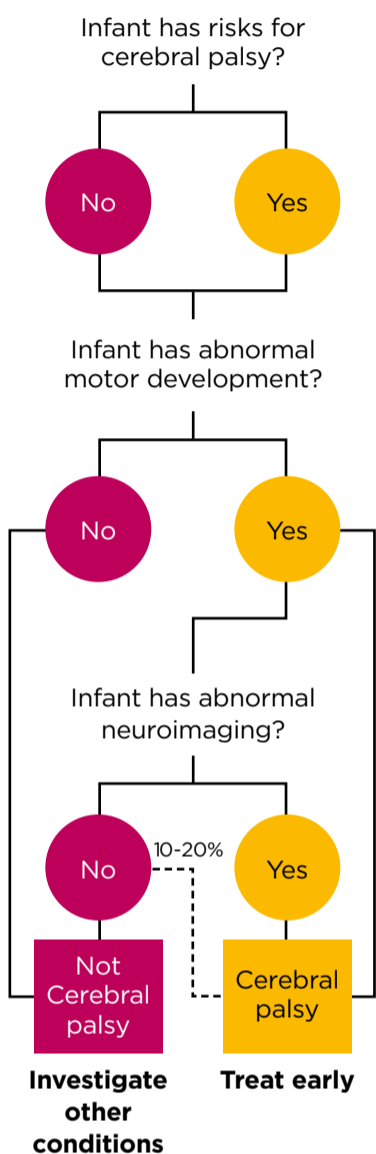 Infant has risks for
cerebral palsy?
No
Yes
Infant has abnormal
motor development?
No
Yes
Infant has abnormal
neuroimaging?
No
10-20%
Yes
Not
Cerebral
palsy
Cerebral
palsy
Investigate
other
conditions
Treat early